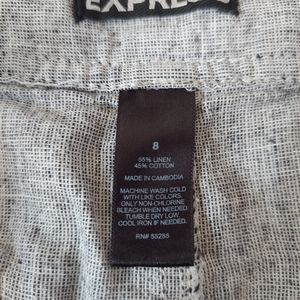 EXPRESS
8
55% LINEN
45% COTTON
MADE IN CAMBODIA
MACHINE WASH COLD
WITH LIKE COLORS.
ONLY NON-CHLORINE
BLEACH WHEN NEEDED.
TUMBLE DRY LOW.
COOL IRON IF NEEDED.
RN# 55285